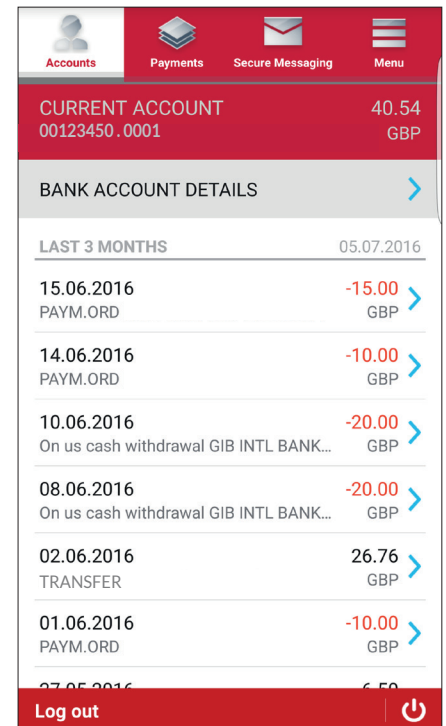 Accounts Payments Secure Messaging Menu
CURRENT ACCOUNT 40.54
00123450.0001 GBP
BANK ACCOUNT DETAILS
LAST 3 MONTHS 05.07.2016
15.06.2016 -15.00
PAYM.ORD GBP
14.06.2016 -10.00
PAYM.ORD GBP
10.06.2016 -20.00
On us cash withdrawal GIB INTL BANK... GBP
08.06.2016 -20.00
On us cash withdrawal GIB INTL BANK... GBP
02.06.2016 26.76
TRANSFER GBP
01.06.2016 -10.00
PAYM.ORD GBP
27.05.2016
Log out